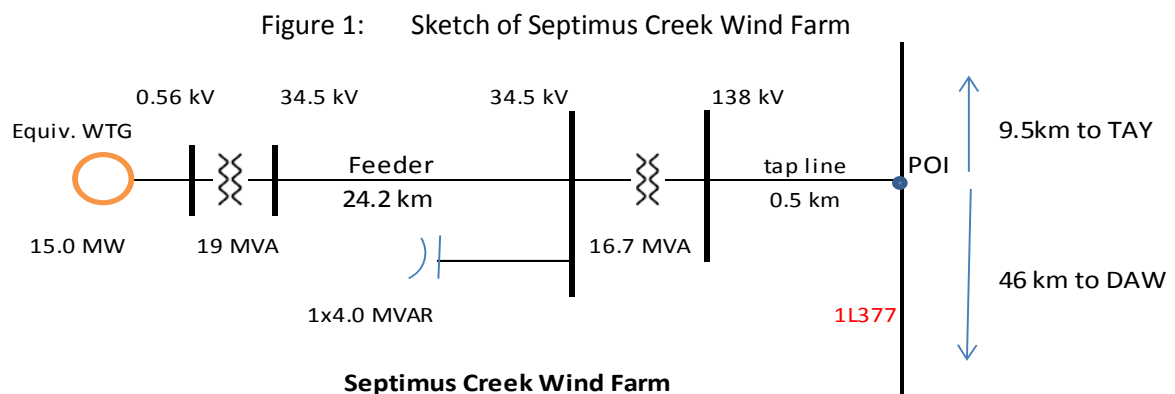 Figure 1: Sketch of Septimus Creek Wind Farm
0.56 kV 34.5 kV 34.5 kV 138 kV
Equiv. WTG
9.5km to TAY
Feeder
tap line
POI
24.2 km
0.5 km
15.0 MW 19 MVA 16.7 MVA
46 km to DAW
1x4.0 MVAR
1L377
Septimus Creek Wind Farm